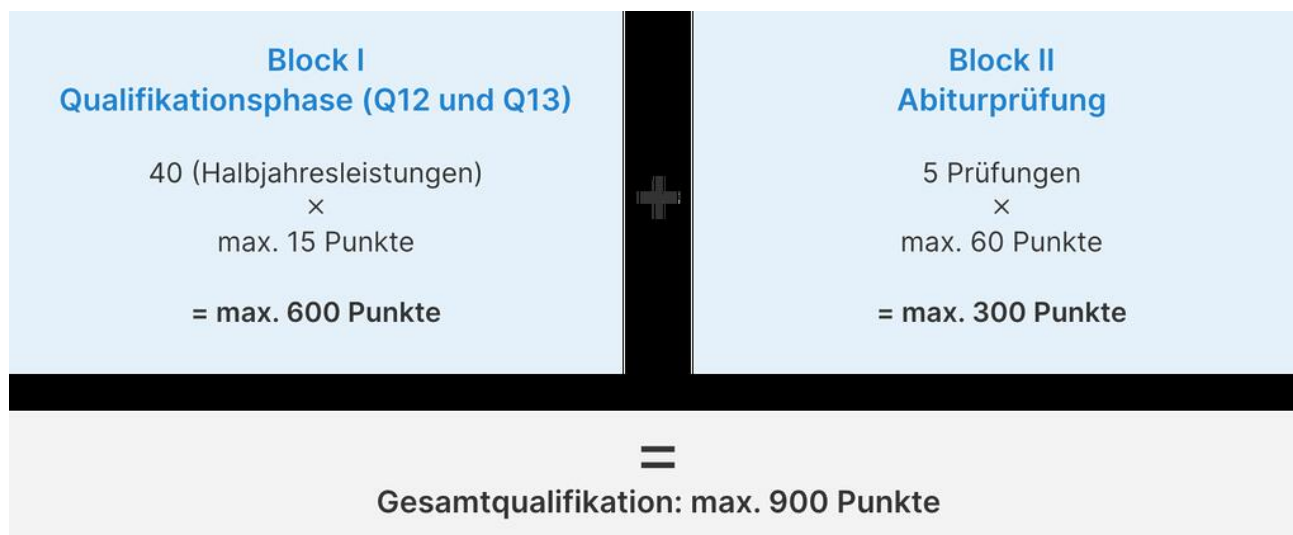 Block I
Qualifikationsphase (Q12 und Q13)
40 (Halbjahresleistungen)
×
max. 15 Punkte
= max. 600 Punkte
+
Block II
Abiturprüfung
5 Prüfungen
×
max. 60 Punkte
= max. 300 Punkte
=
Gesamtqualifikation: max. 900 Punkte